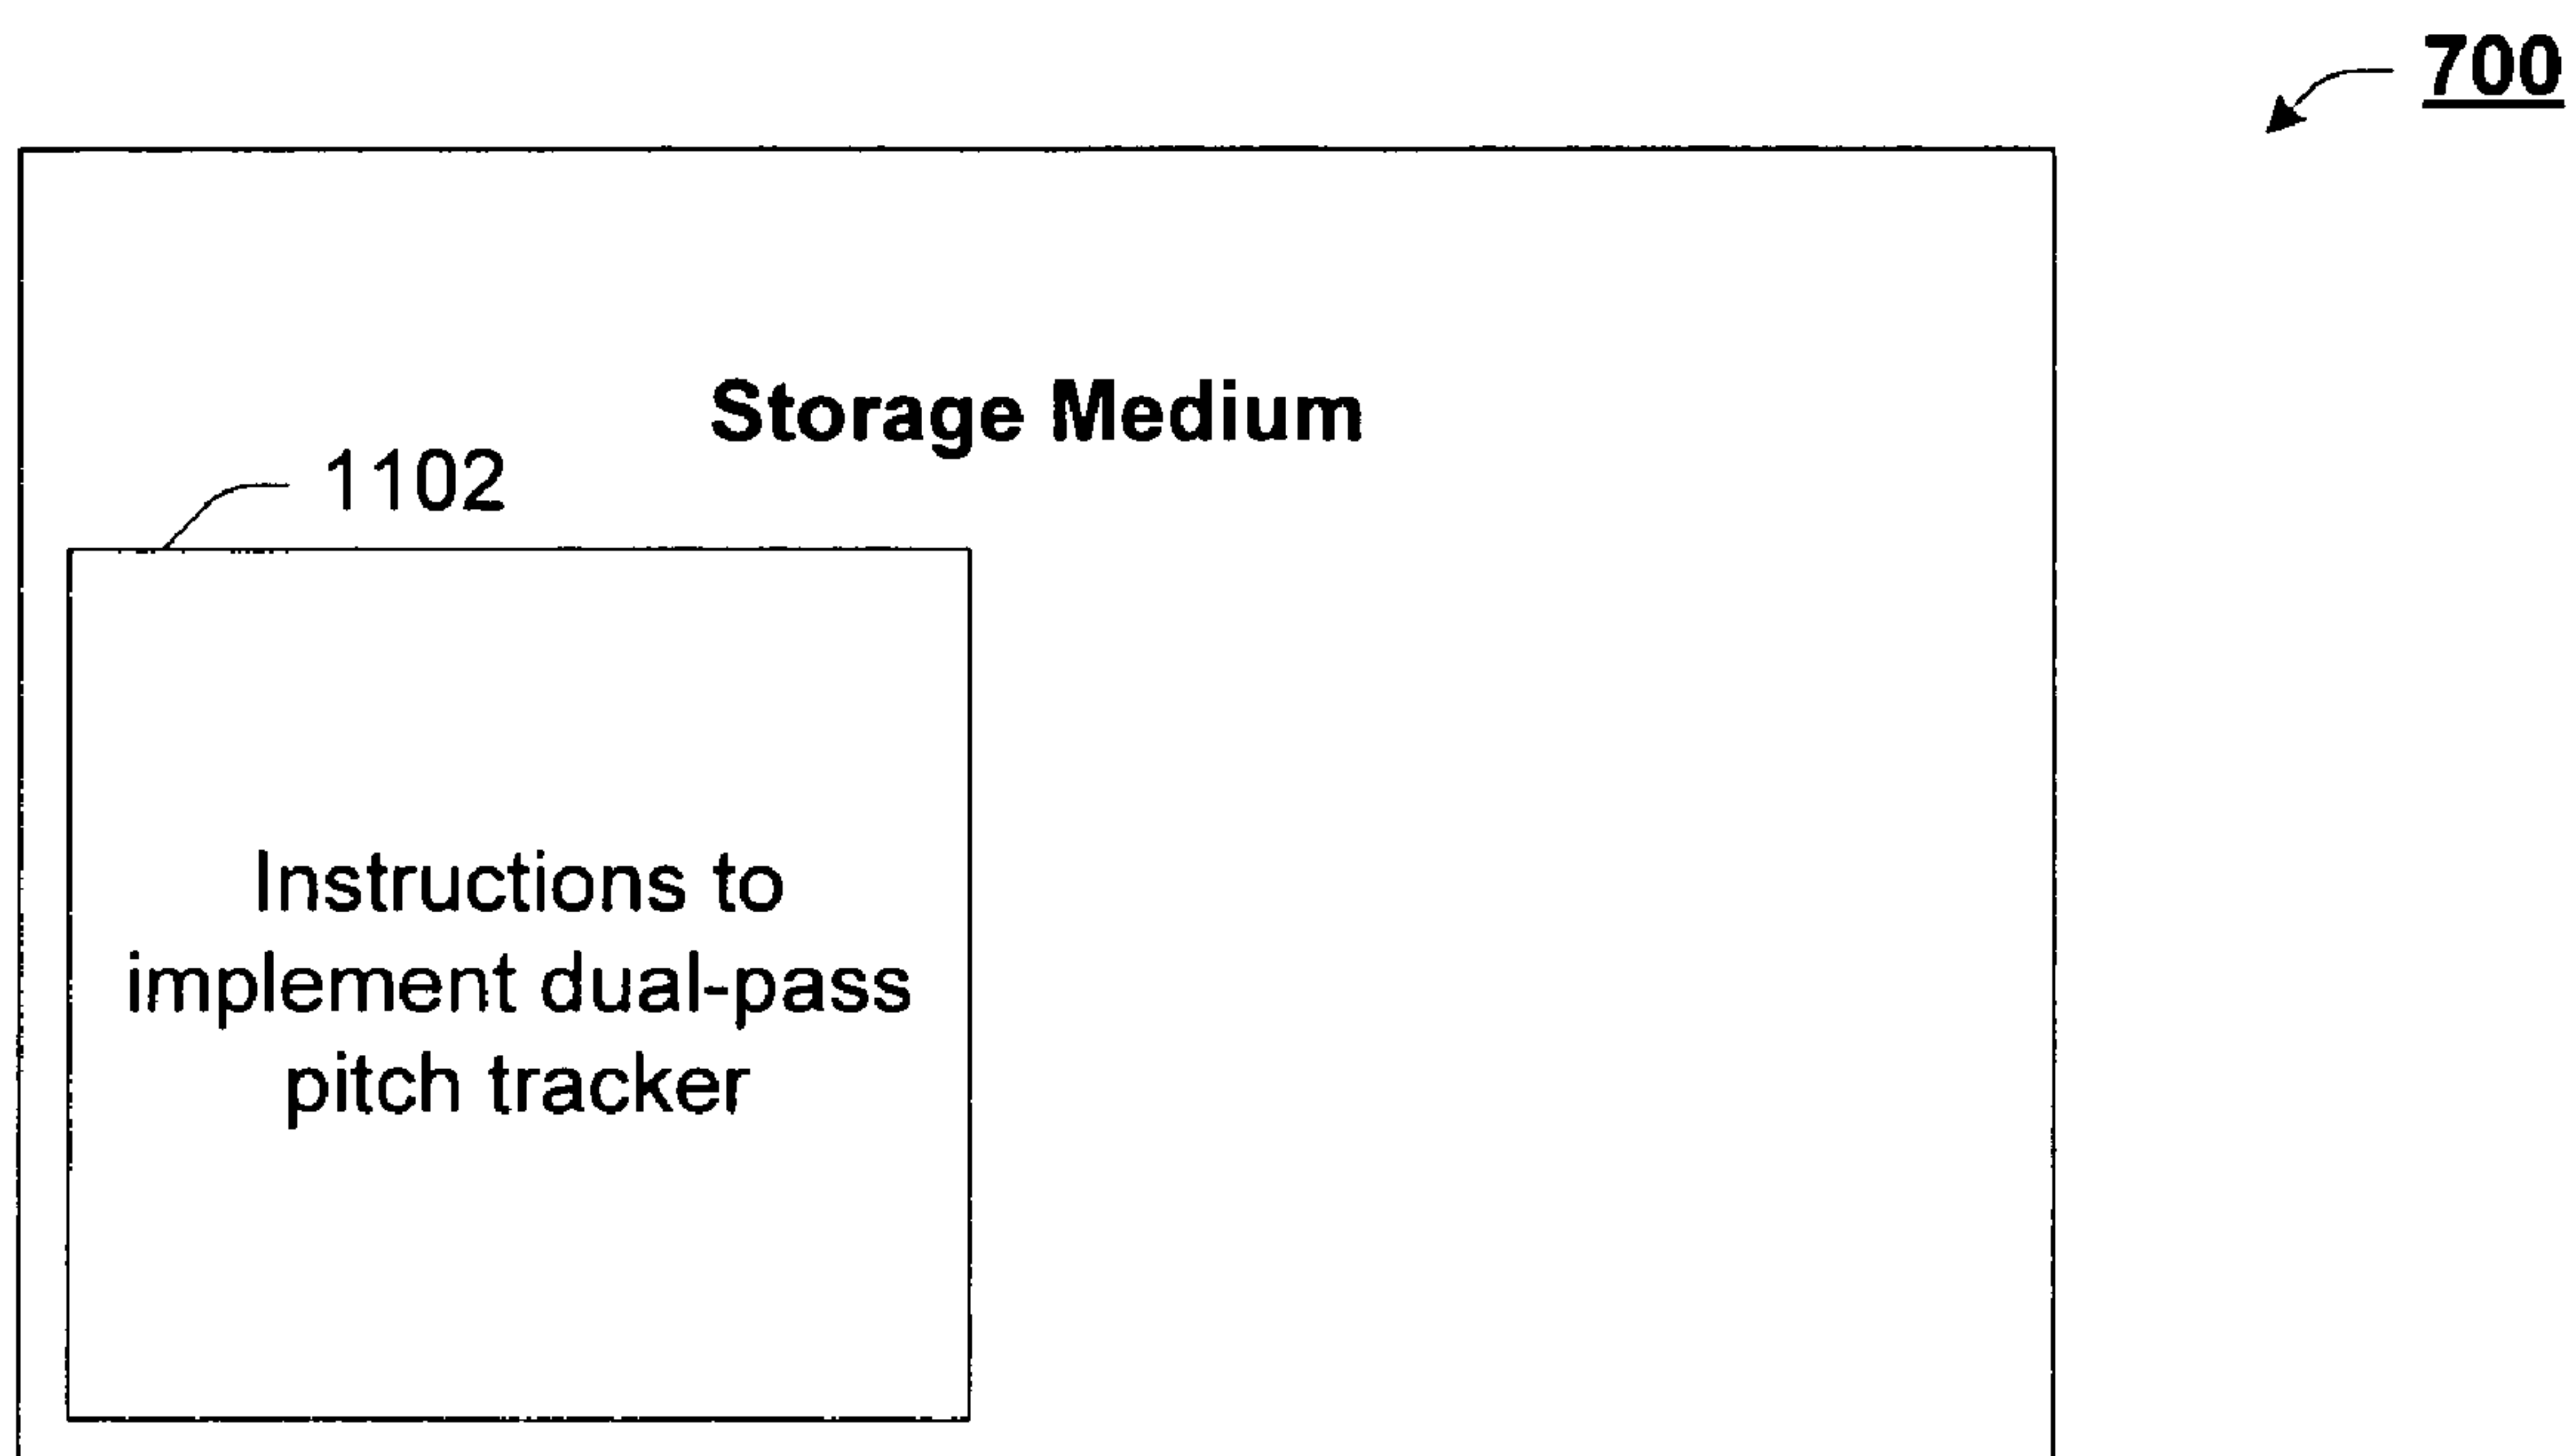 700
Storage Medium
1102
Instructions to
implement dual-pass
pitch tracker